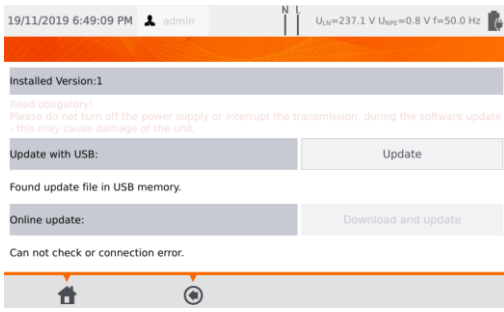 19/11/2019 6:49:09 PM admin N L U_LN=237.1 V U_NPE=0.8 V f=50.0 Hz
Installed Version:1
Read obligatory!
Please do not turn off the power supply or interrupt the transmission, during the software update
- this may cause damage of the unit.
Update with USB: Update
Found update file in USB memory.
Online update: Download and update
Can not check or connection error.